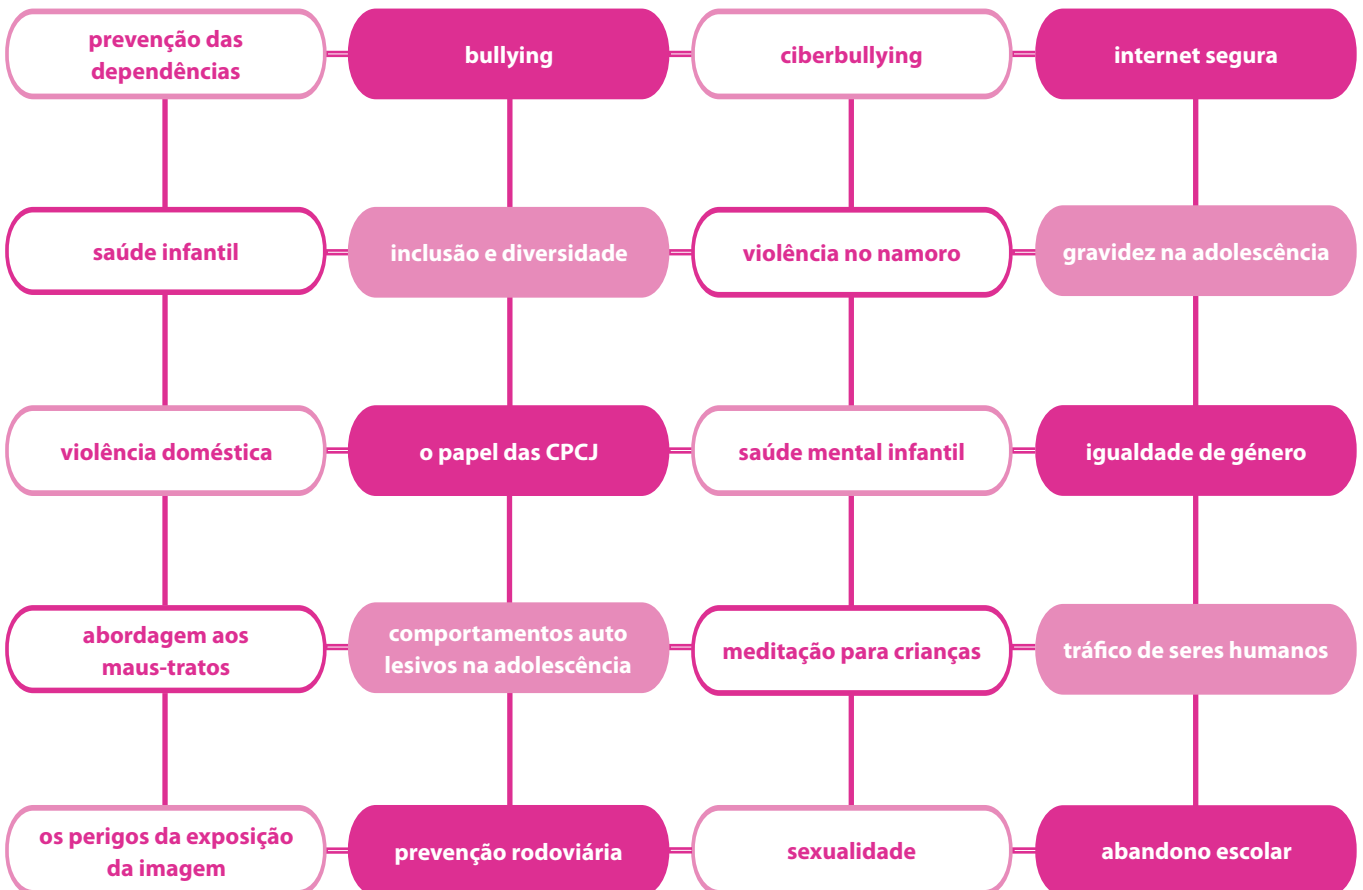 prevenção das
dependências
bullying
ciberbullying
internet segura
saúde infantil
inclusão e diversidade
violência no namoro
gravidez na adolescência
violência doméstica
o papel das CPCJ
saúde mental infantil
igualdade de género
abordagem aos
maus-tratos
comportamentos auto
lesivos na adolescência
meditação para crianças
tráfico de seres humanos
os perigos da exposição
da imagem
prevenção rodoviária
sexualidade
abandono escolar